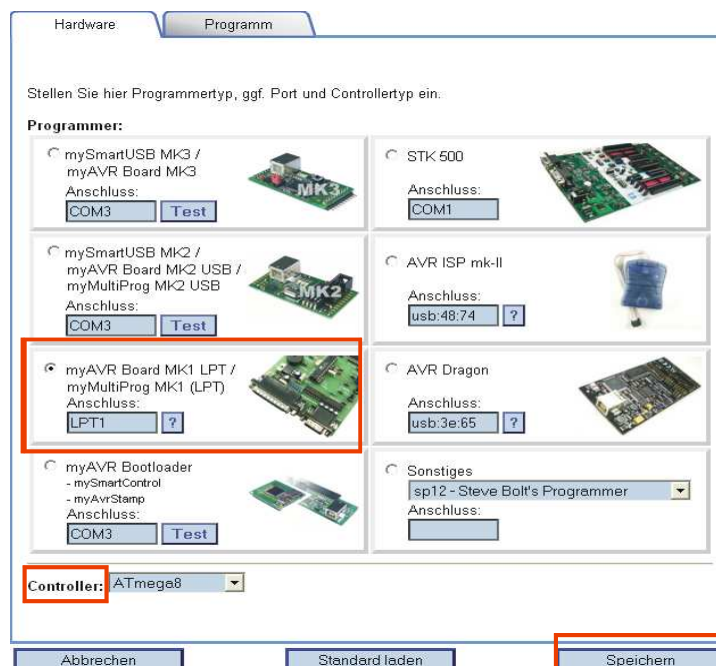 Hardware
Programm
Stellen Sie hier Programmertyp, ggf. Port und Controllertyp ein.
Programmer:
mySmartUSB MK3 /
myAVR Board MK3
Anschluss:
COM3
Test
MK3
STK 500
Anschluss:
COM1
mySmartUSB MK2 /
myAVR Board MK2 USB /
myMultiProg MK2 USB
Anschluss:
COM3
Test
MK2
AVR ISP mk-II
Anschluss:
usb:48:74
?
myAVR Board MK1 LPT /
myMultiProg MK1 (LPT)
Anschluss:
LPT1
?
AVR Dragon
Anschluss:
usb:3e:65
?
myAVR Bootloader
- mySmartControl
- myAvrStamp
Anschluss:
COM3
Test
Sonstiges
sp12 - Steve Bolt's Programmer
Anschluss:
Controller: ATmega8
Abbrechen
Standard laden
Speichern